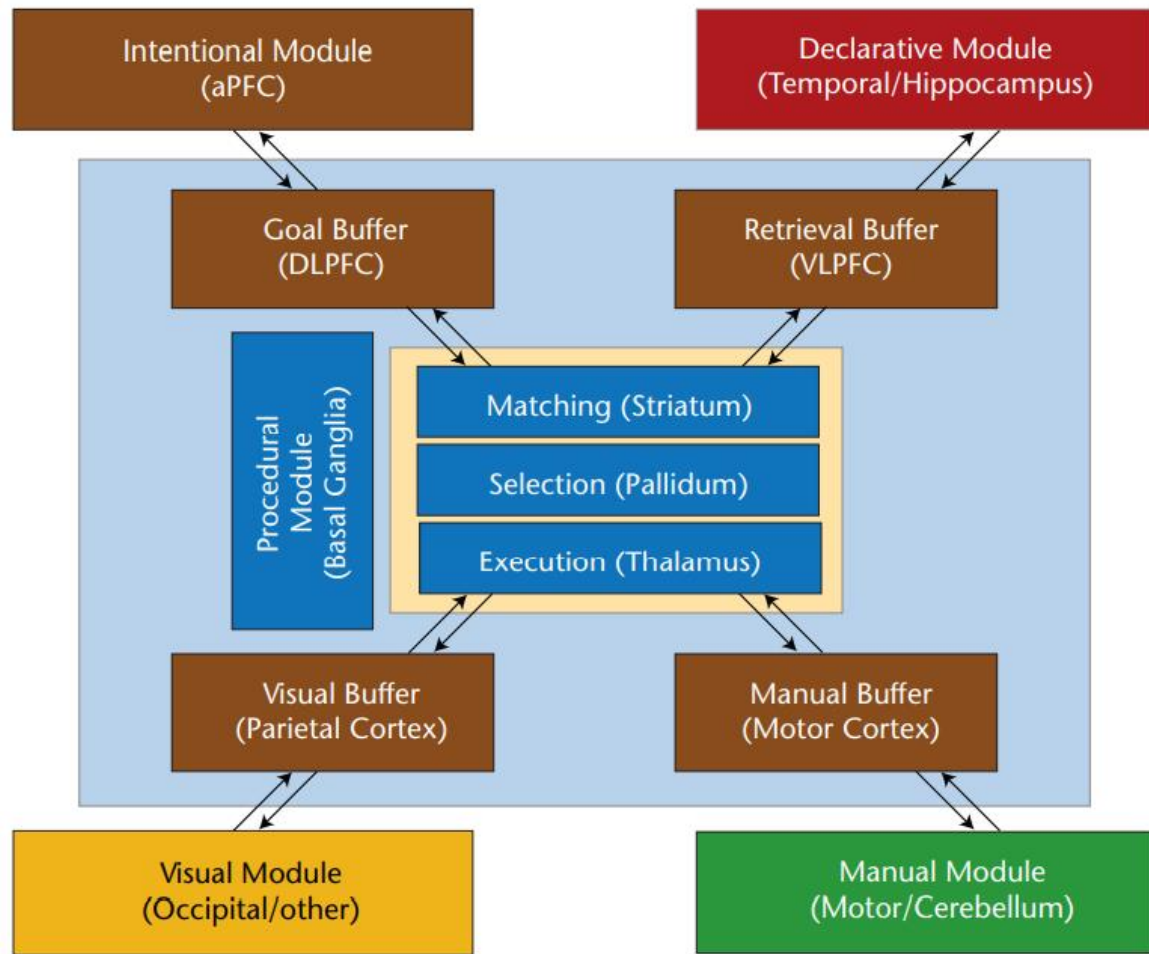 Intentional Module
(aPFC)
Declarative Module
(Temporal/Hippocampus)
Goal Buffer
(DLPFC)
Retrieval Buffer
(VLPFC)
Procedural
Module
(Basal Ganglia)
Matching (Striatum)
Selection (Pallidum)
Execution (Thalamus)
Visual Buffer
(Parietal Cortex)
Manual Buffer
(Motor Cortex)
Visual Module
(Occipital/other)
Manual Module
(Motor/Cerebellum)